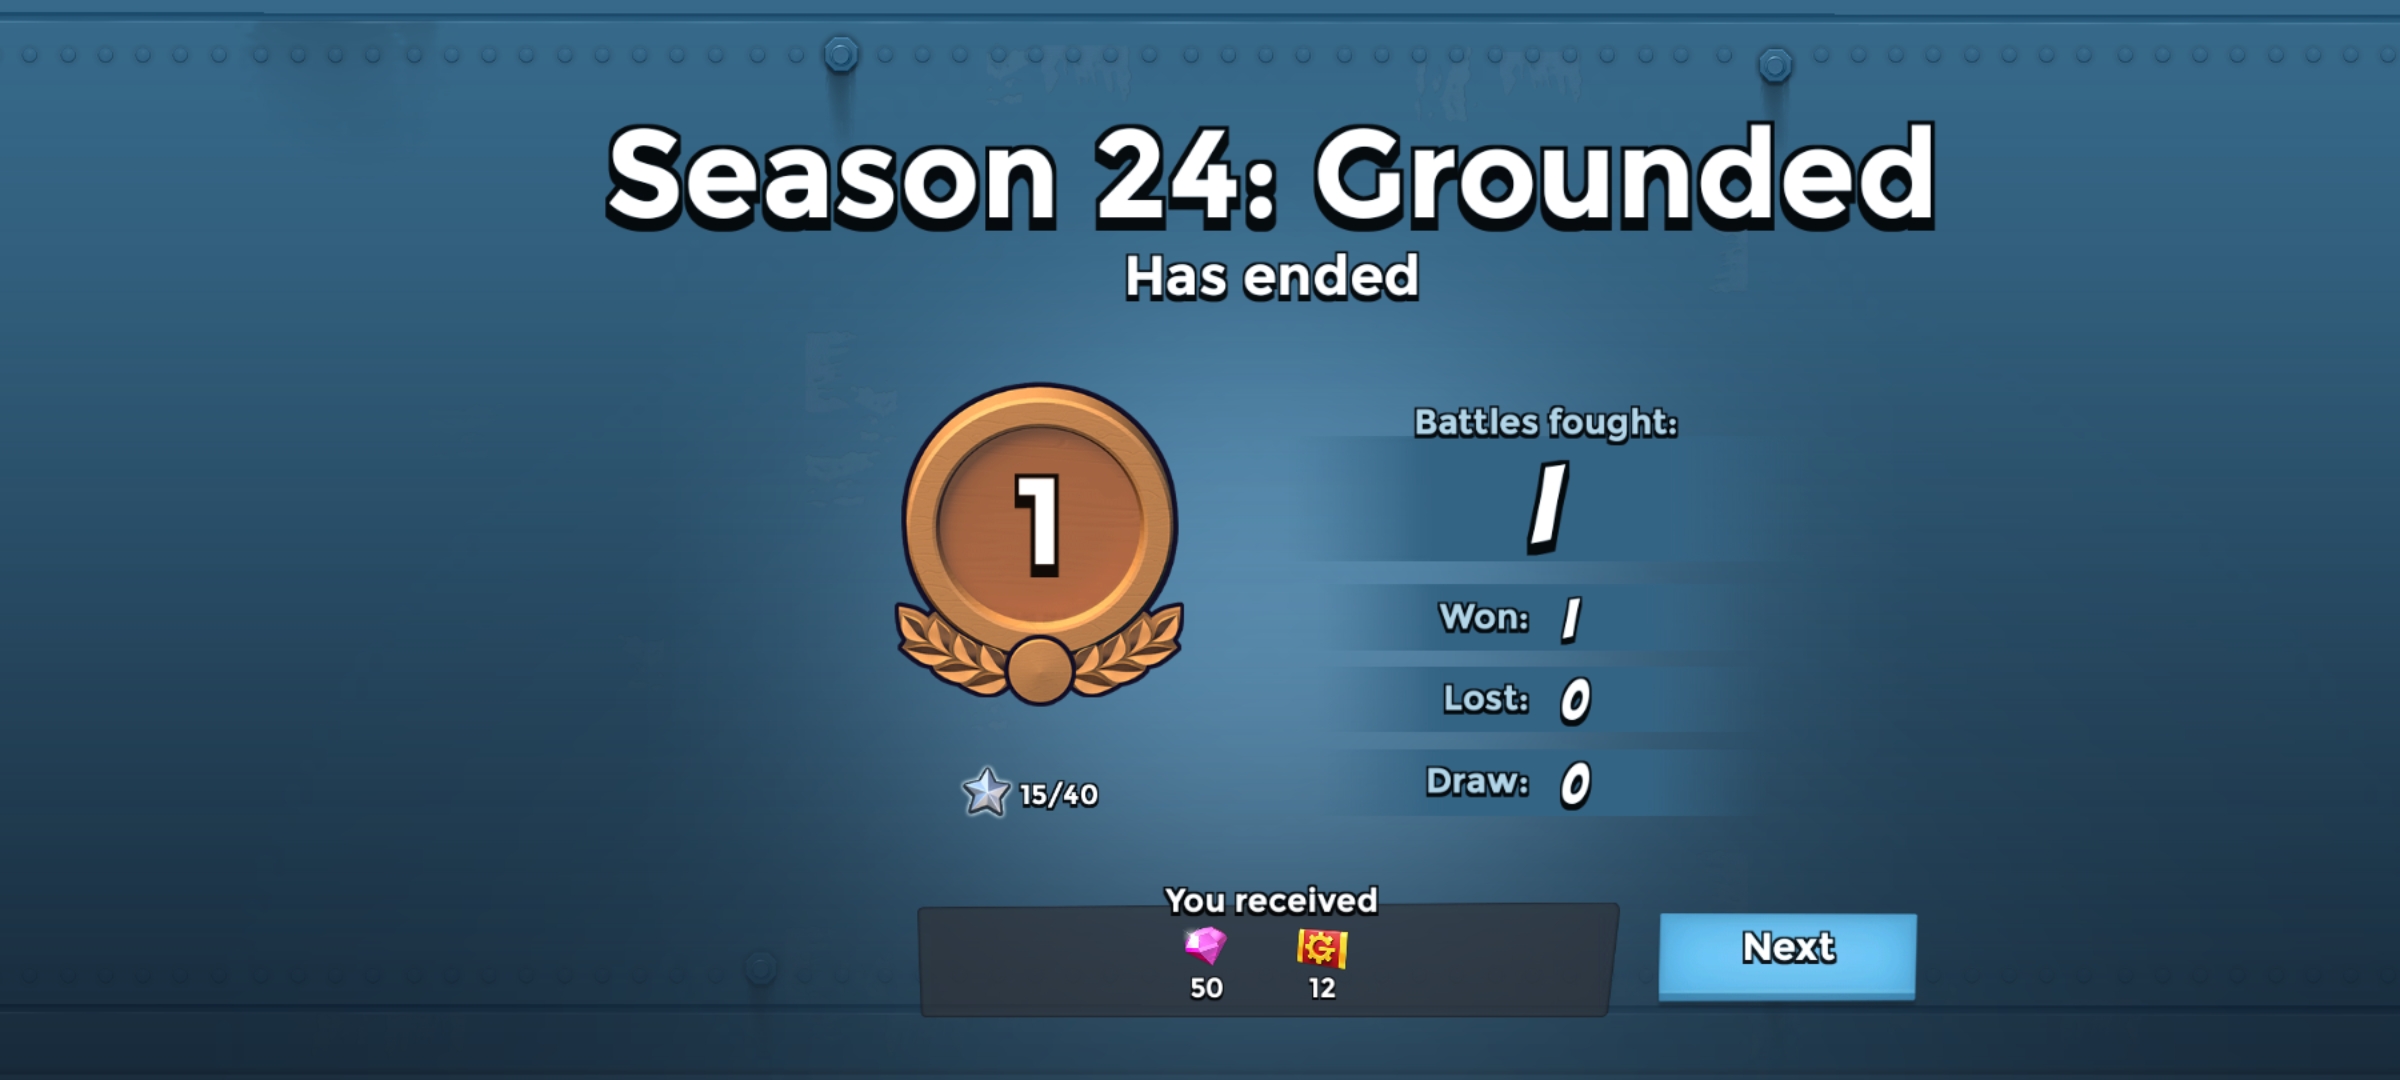 Season 24: Grounded
Has ended
1
15/40
Battles fought:
1
Won: 1
Lost: 0
Draw: 0
You received
G
50 12
Next